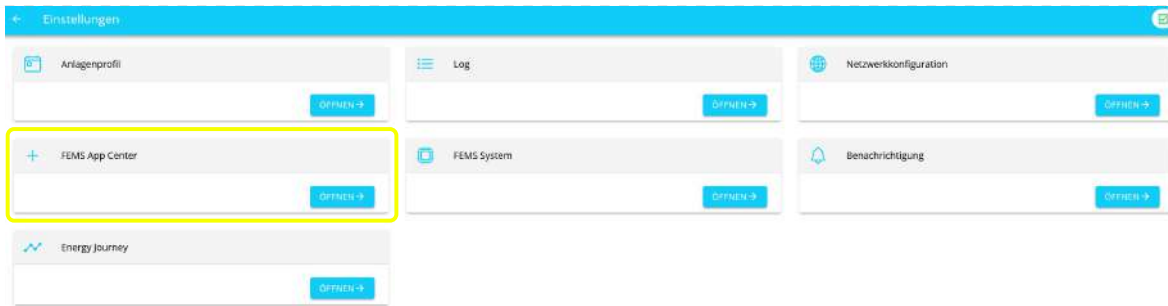 ← Einstellungen
Anlagenprofil
Log
Netzwerkkonfiguration
ÖFFNEN →
ÖFFNEN →
ÖFFNEN →
FEMS App Center
FEMS System
Benachrichtigung
ÖFFNEN →
ÖFFNEN →
ÖFFNEN →
Energy Journey
ÖFFNEN →